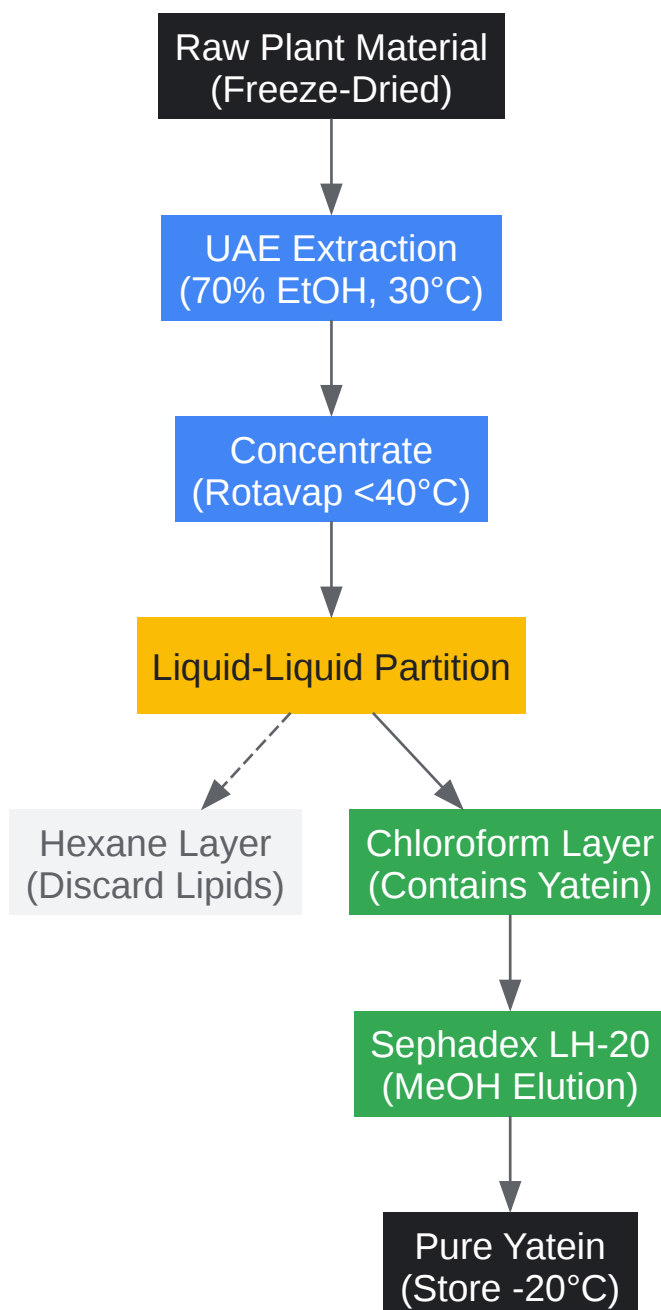 Raw Plant Material
(Freeze-Dried)
UAE Extraction
(70% EtOH, 30°C)
Concentrate
(Rotavap <40°C)
Liquid-Liquid Partition
Hexane Layer
(Discard Lipids)
Chloroform Layer
(Contains Yatein)
Sephadex LH-20
(MeOH Elution)
Pure Yatein
(Store -20°C)